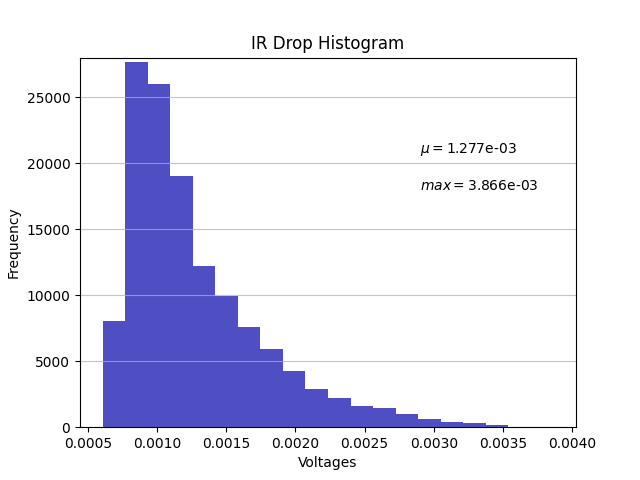 IR Drop Histogram
25000
20000
15000
10000
5000
0
Frequency
μ = 1.277e-03
max = 3.866e-03
0.0005 0.0010 0.0015 0.0020 0.0025 0.0030 0.0035 0.0040
Voltages